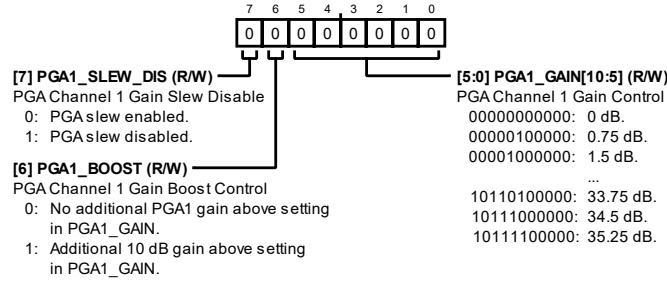 7 6 5 4 3 2 1 0
0 0 0 0 0 0 0 0
[7] PGA1_SLEW_DIS (R/W)
PGA Channel 1 Gain Slew Disable
0: PGA slew enabled.
1: PGA slew disabled.
[6] PGA1_BOOST (R/W)
PGA Channel 1 Gain Boost Control
0: No additional PGA1 gain above setting
in PGA1_GAIN.
1: Additional 10 dB gain above setting
in PGA1_GAIN.
[5:0] PGA1_GAIN[10:5] (R/W)
PGA Channel 1 Gain Control
00000000000: 0 dB.
00000100000: 0.75 dB.
00001000000: 1.5 dB.
...
10110100000: 33.75 dB.
10111000000: 34.5 dB.
10111100000: 35.25 dB.